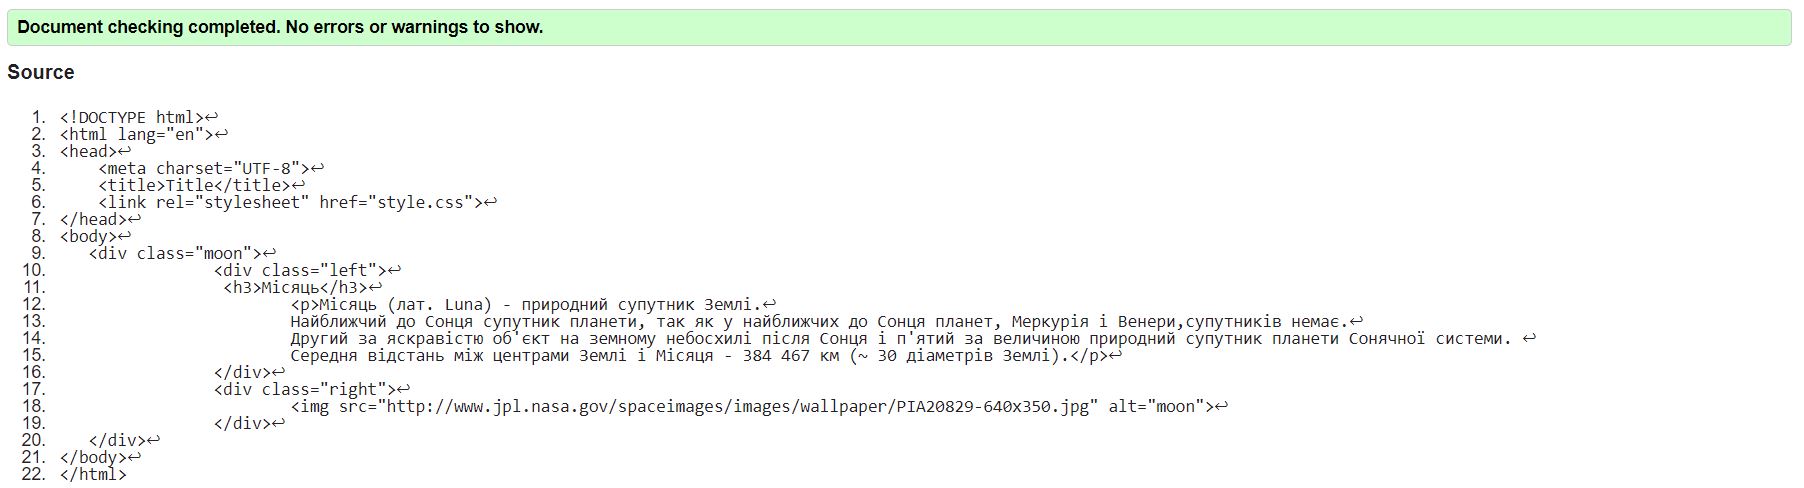 Document checking completed. No errors or warnings to show.
Source
1. <!DOCTYPE html>↩
2. <html lang="en">↩
3. <head>↩
4.     <meta charset="UTF-8">↩
5.     <title>Title</title>↩
6.     <link rel="stylesheet" href="style.css">↩
7. </head>↩
8. <body>↩
9.    <div class="moon">↩
10.                 <div class="left">↩
11.                  <h3>Місяць</h3>↩
12.                         <p>Місяць (лат. Luna) - природний супутник Землі.↩
13.                         Найближчий до Сонця супутник планети, так як у найближчих до Сонця планет, Меркурія і Венери,супутників немає.↩
14.                         Другий за яскравістю об'єкт на земному небосхилі після Сонця і п'ятий за величиною природний супутник планети Сонячної системи. ↩
15.                         Середня відстань між центрами Землі і Місяця - 384 467 км (~ 30 діаметрів Землі).</p>↩
16.                 </div>↩
17.                 <div class="right">↩
18.                         <img src="http://www.jpl.nasa.gov/spaceimages/images/wallpaper/PIA20829-640x350.jpg" alt="moon">↩
19.                 </div>↩
20.    </div>↩
21. </body>↩
22. </html>